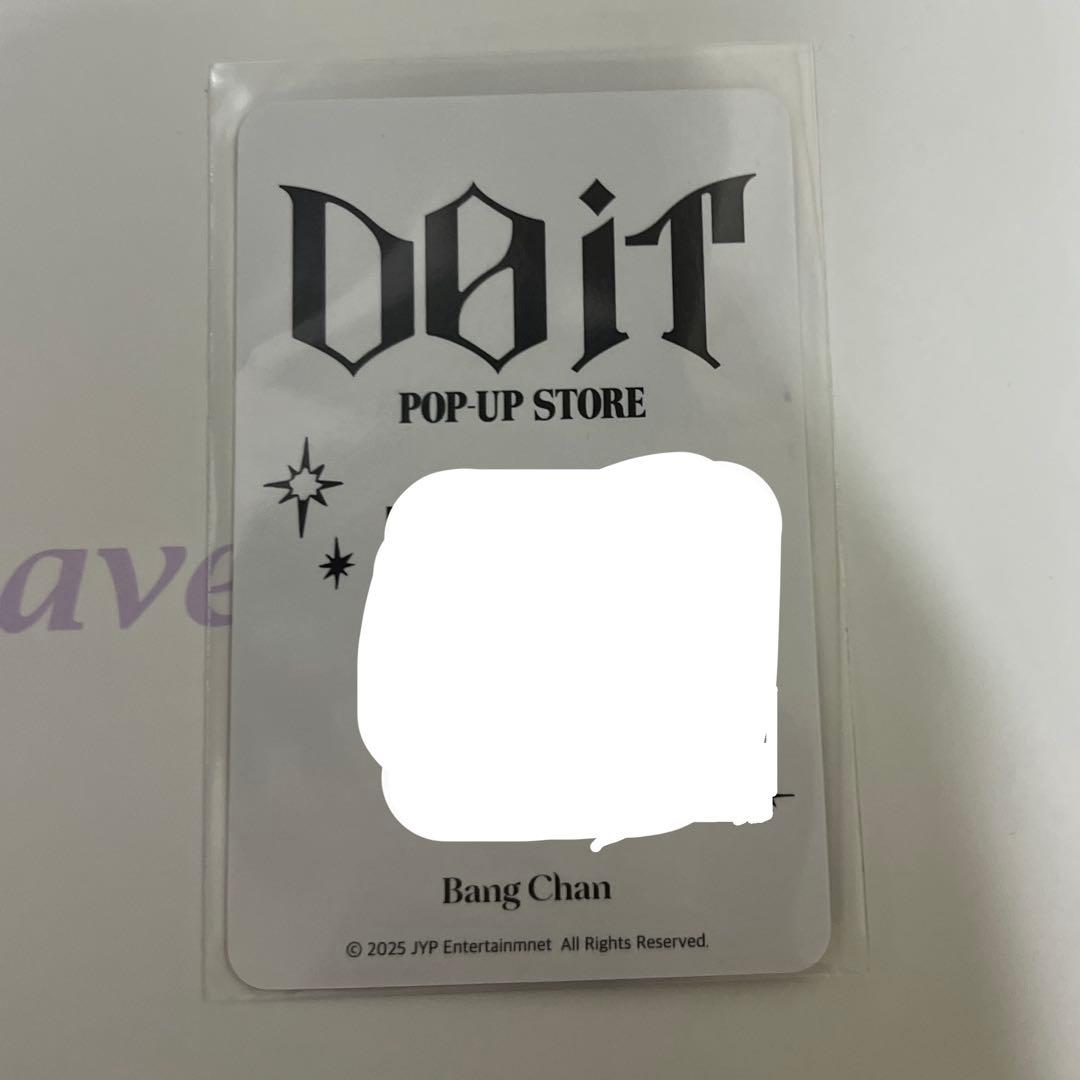 DOiT
POP-UP STORE
ave
Bang Chan
© 2025 JYP Entertainmnet All Rights Reserved.